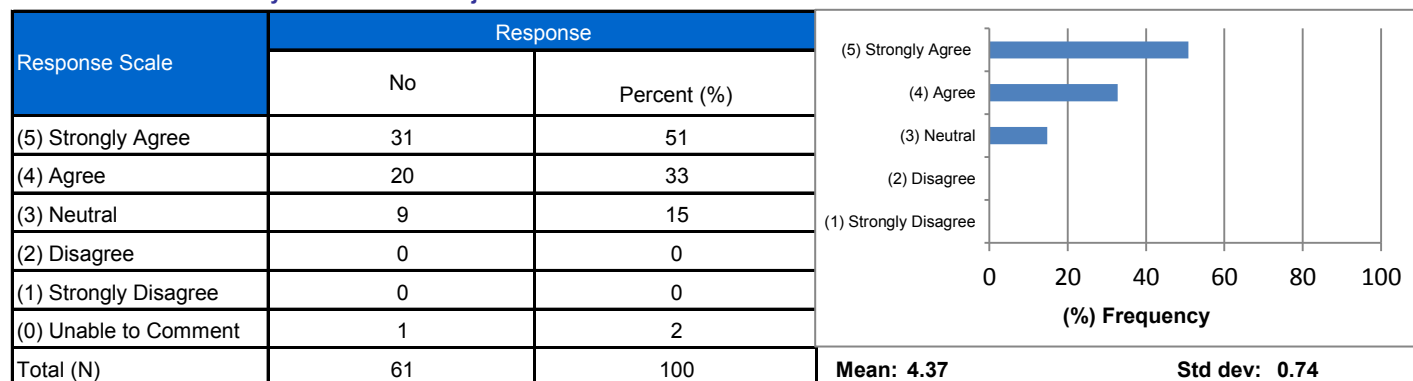 Response Scale Response
No Percent (%)
(5) Strongly Agree 31 51
(4) Agree 20 33
(3) Neutral 9 15
(2) Disagree 0 0
(1) Strongly Disagree 0 0
(0) Unable to Comment 1 2
Total (N) 61 100
(5) Strongly Agree
(4) Agree
(3) Neutral
(2) Disagree
(1) Strongly Disagree
0 20 40 60 80 100
(%) Frequency
Mean: 4.37 Std dev: 0.74